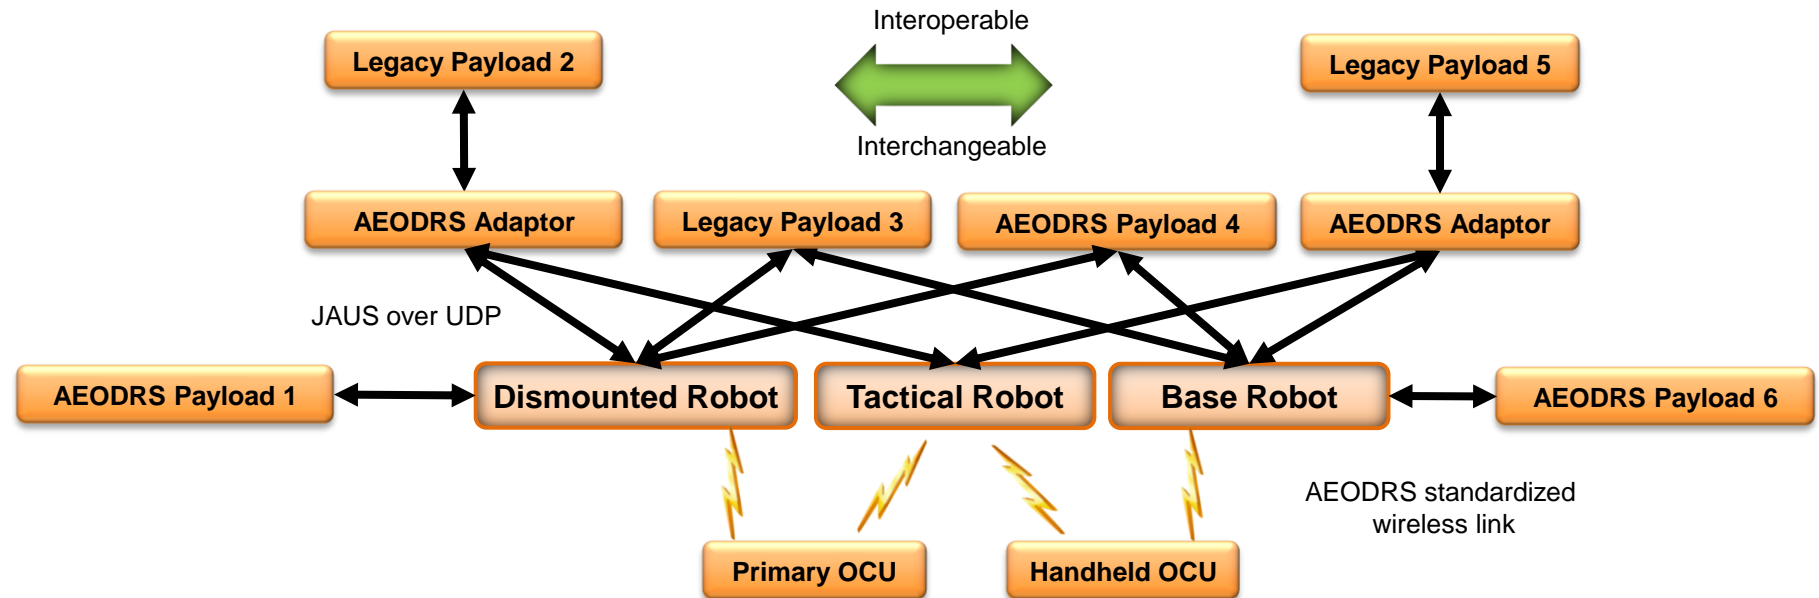 Interoperable
Legacy Payload 2
Legacy Payload 5
Interchangeable
AEODRS Adaptor
Legacy Payload 3
AEODRS Payload 4
AEODRS Adaptor
JAUS over UDP
AEODRS Payload 1
Dismounted Robot
Tactical Robot
Base Robot
AEODRS Payload 6
AEODRS standardized
wireless link
Primary OCU
Handheld OCU